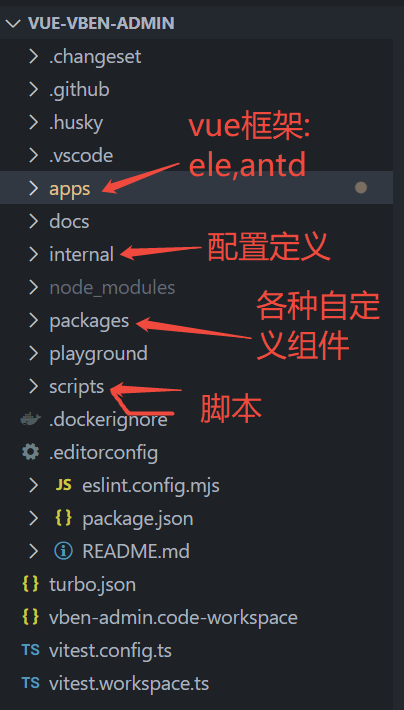 VUE-VBEN-ADMIN
.changeset
.github
.husky
vue框架:
ele,antd
.vscode
apps
docs
internal
配置定义
node_modules
各种自定
义组件
packages
playground
scripts
脚本
.dockerignore
.editorconfig
JS eslint.config.mjs
{} package.json
README.md
{} turbo.json
{} vben-admin.code-workspace
TS vitest.config.ts
TS vitest.workspace.ts